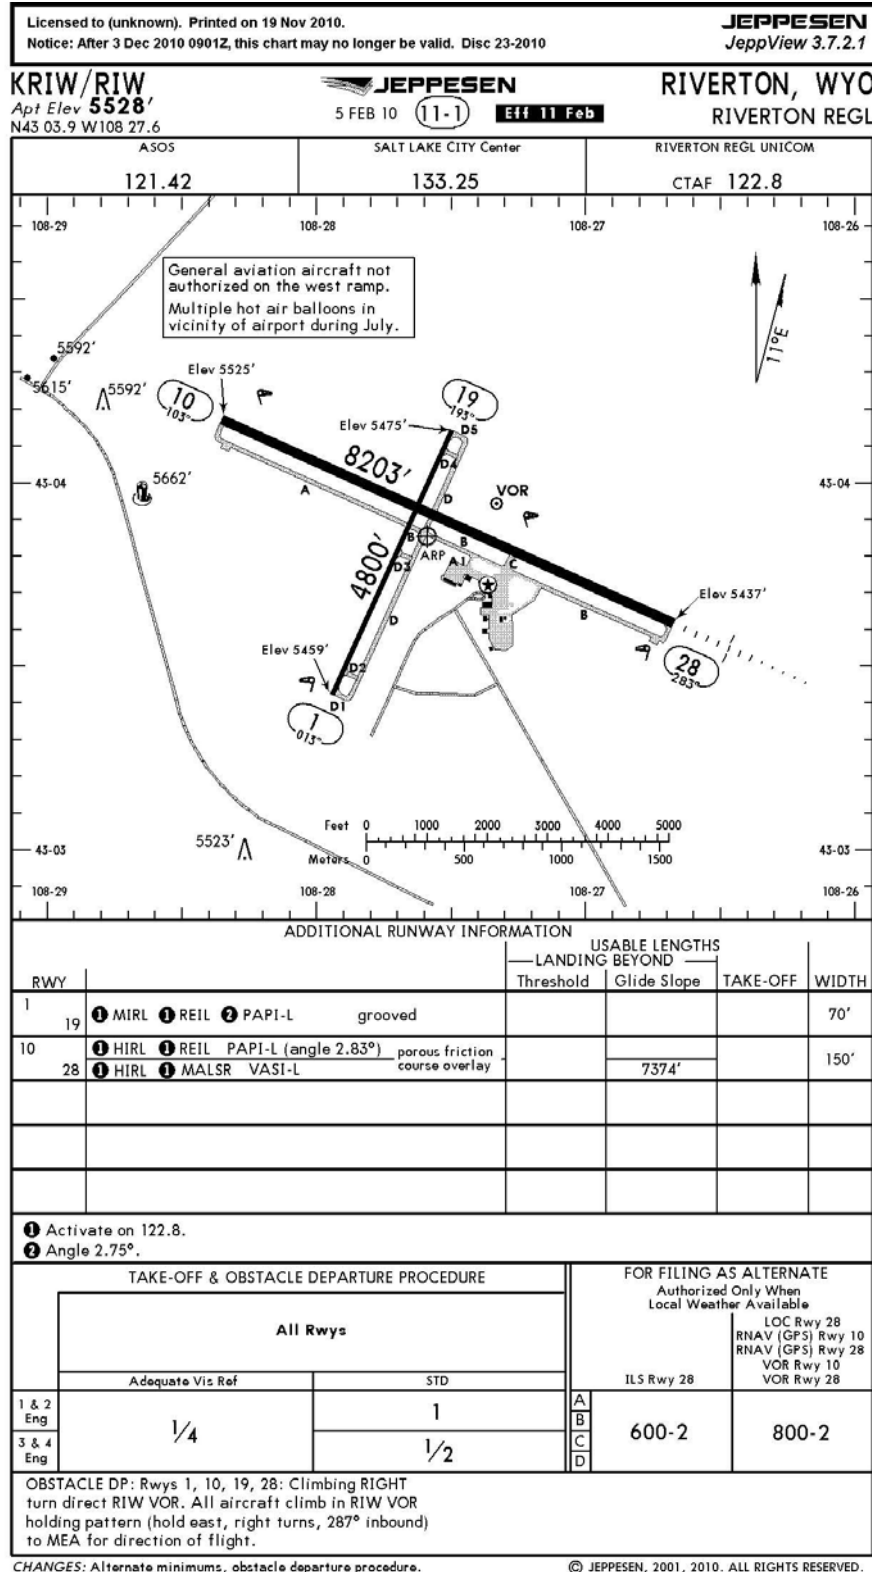 Licensed to (unknown). Printed on 19 Nov 2010.
Notice: After 3 Dec 2010 0901Z, this chart may no longer be valid. Disc 23-2010
JEPPESEN
JeppView 3.7.2.1
KRIW/RIW
Apt Elev 5528'
N43 03.9 W108 27.6
JEPPESEN
5 FEB 10 11-1 Eff 11 Feb
RIVERTON, WYO
RIVERTON REGL
ASOS
121.42
SALT LAKE CITY Center
133.25
RIVERTON REGL UNICOM
CTAF 122.8
108-29 108-28 108-27 108-26
General aviation aircraft not
authorized on the west ramp.
Multiple hot air balloons in
vicinity of airport during July.
11°E
5592'
5615'
5592'
Elev 5525'
10
103°
19
193°
Elev 5475'
D5
D4
8203'
43-04
5662'
VOR
43-04
A
D
B
B
ARP
A1
C
D3
4800'
Elev 5437'
D
B
Elev 5459'
D2
28
283°
D1
1
013°
5523'
Feet 0 1000 2000 3000 4000 5000
Meters 0 500 1000 1500
43-03
43-03
108-29 108-28 108-27 108-26
ADDITIONAL RUNWAY INFORMATION
USABLE LENGTHS
LANDING BEYOND
RWY Threshold Glide Slope TAKE-OFF WIDTH
1
19 1 MIRL 1 REIL 2 PAPI-L grooved 70'
10 1 HIRL 1 REIL PAPI-L (angle 2.83°) porous friction
28 1 HIRL 1 MALSR VASI-L course overlay 7374' 150'
1 Activate on 122.8.
2 Angle 2.75°.
TAKE-OFF & OBSTACLE DEPARTURE PROCEDURE
All Rwys
Adequate Vis Ref STD
1 & 2
Eng
1/4
1
3 & 4
Eng
1/2
FOR FILING AS ALTERNATE
Authorized Only When
Local Weather Available
ILS Rwy 28
LOC Rwy 28
RNAV (GPS) Rwy 10
RNAV (GPS) Rwy 28
VOR Rwy 10
VOR Rwy 28
A
B
C
D
600-2
800-2
OBSTACLE DP: Rwys 1, 10, 19, 28: Climbing RIGHT
turn direct RIW VOR. All aircraft climb in RIW VOR
holding pattern (hold east, right turns, 287° inbound)
to MEA for direction of flight.
CHANGES: Alternate minimums, obstacle departure procedure.
© JEPPESEN, 2001, 2010. ALL RIGHTS RESERVED.